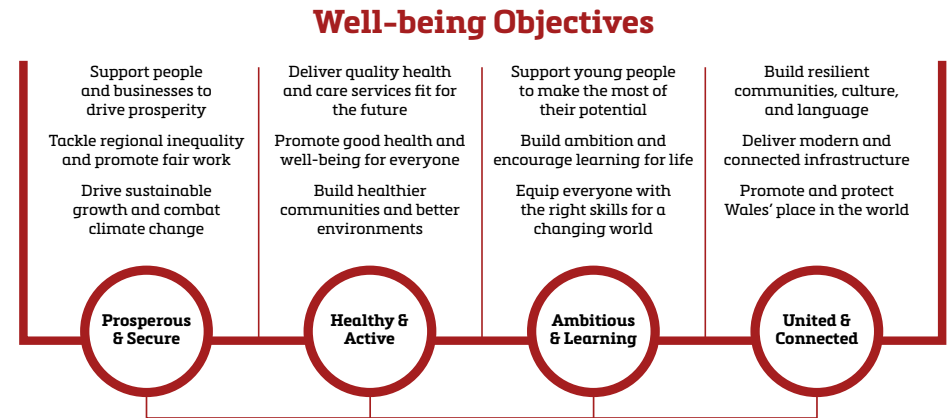 Well-being Objectives
Support people
and businesses to
drive prosperity
Tackle regional inequality
and promote fair work
Drive sustainable
growth and combat
climate change
Prosperous
& Secure
Deliver quality health
and care services fit for
the future
Promote good health and
well-being for everyone
Build healthier
communities and better
environments
Healthy &
Active
Support young people
to make the most of
their potential
Build ambition and
encourage learning for life
Equip everyone with
the right skills for a
changing world
Ambitious
& Learning
Build resilient
communities, culture,
and language
Deliver modern and
connected infrastructure
Promote and protect
Wales’ place in the world
United &
Connected